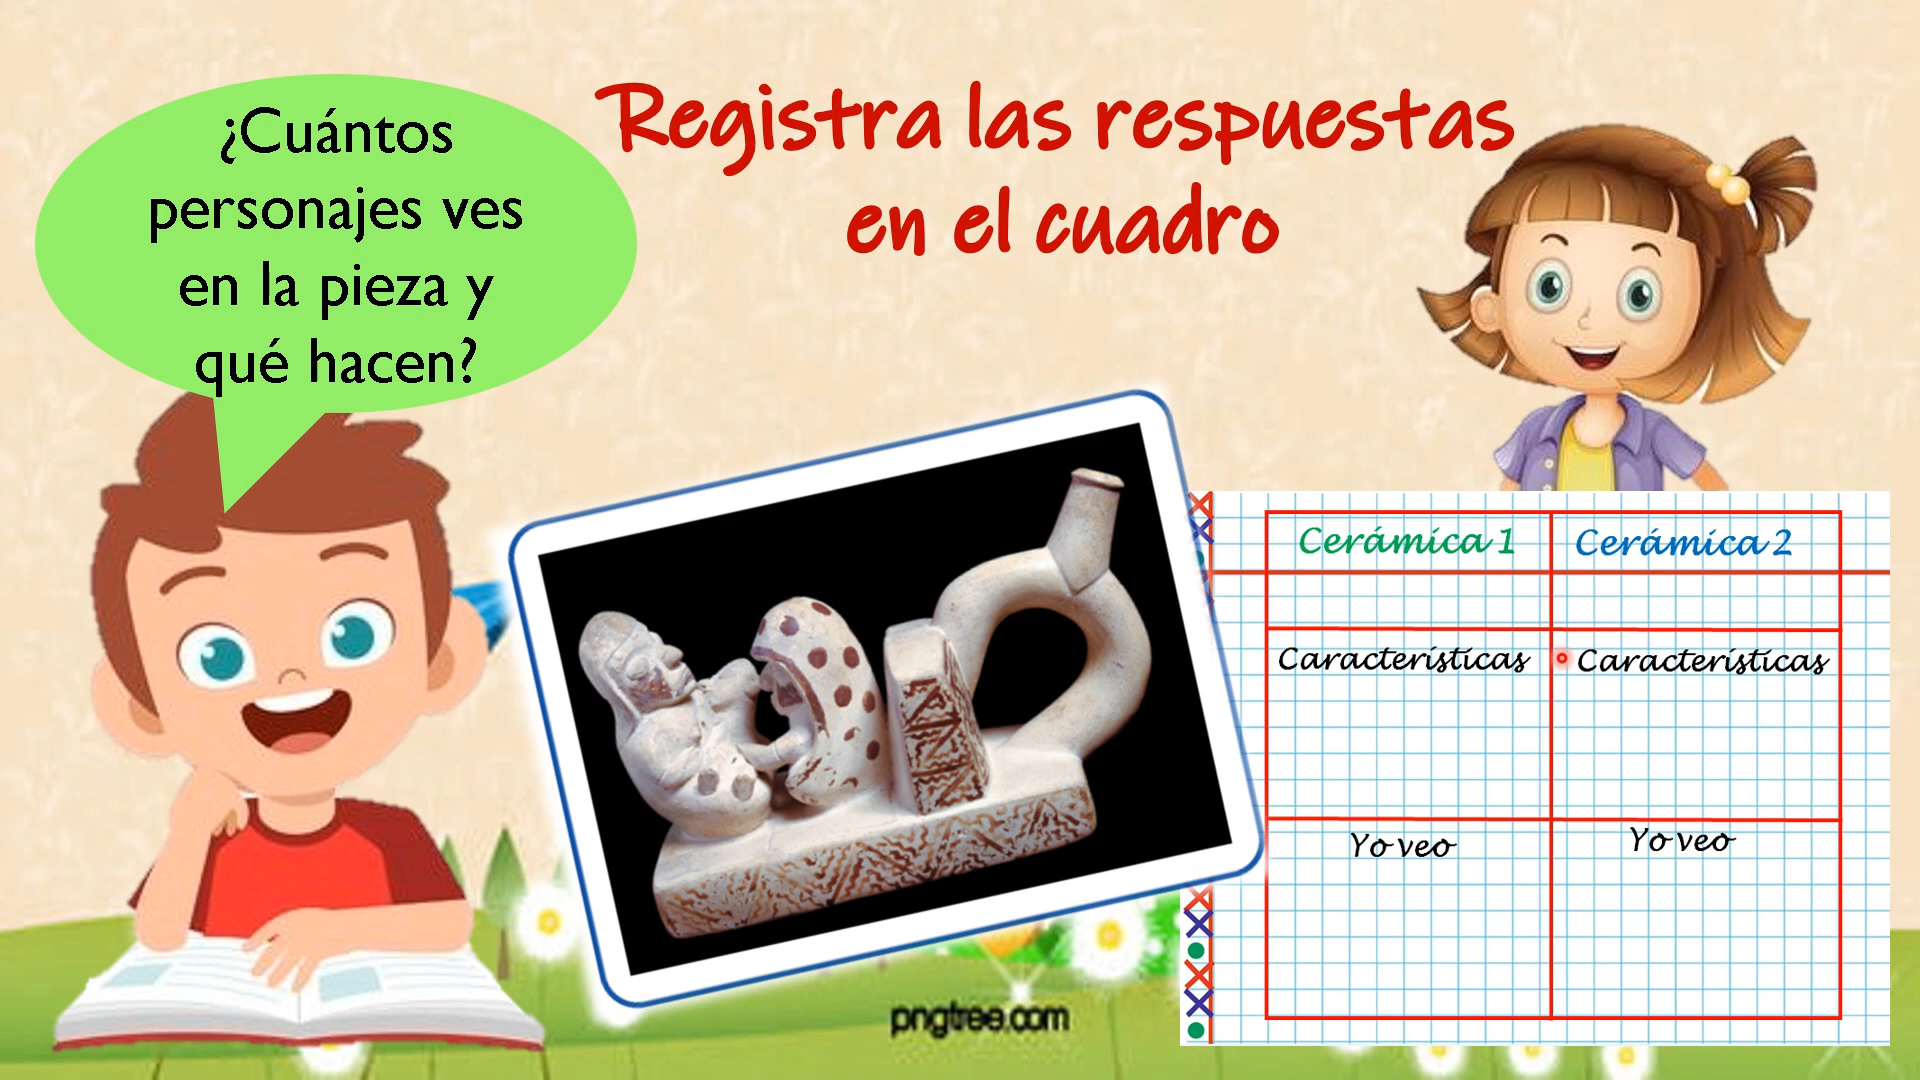 ¿Cuántos
personajes ves
en la pieza y
qué hacen?
Registra las respuestas
en el cuadro
Cerámica 1
Cerámica 2
Características
Características
Yo veo
Yo veo
pngtree.com